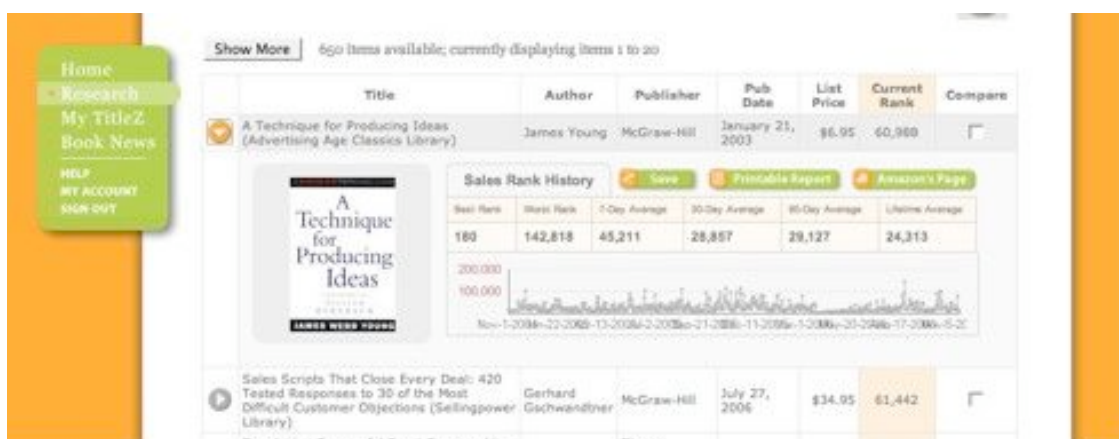 Show More 650 items available; currently displaying items 1 to 20
Home
Research
My TitleZ
Book News
HELP
MY ACCOUNT
SIGN OUT
Title Author Publisher Pub Date List Price Current Rank Compare
A Technique for Producing Ideas (Advertising Age Classics Library) James Young McGraw-Hill January 21, 2003 $6.95 60,988
A
Technique
for
Producing
Ideas
JAMES WEBB YOUNG
Sales Rank History Save Printable Report Amazon's Page
Best Rank Worst Rank 7-Day Average 30-Day Average 90-Day Average Lifetime Average
180 142,818 45,211 28,857 29,127 24,313
200,000
100,000
Sales Scripts That Close Every Deal: 420
Tested Responses to 30 of the Most
Difficult Customer Objections (Sellingpower
Library)
Gerhard Gschwandtner McGraw-Hill July 27, 2006 $34.95 61,442